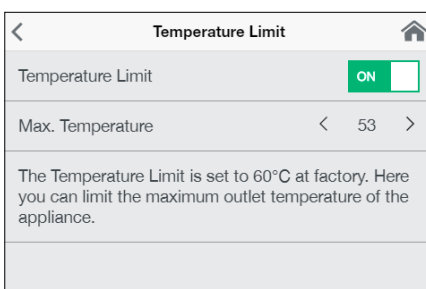 Temperature Limit
Temperature Limit ON
Max. Temperature 53
The Temperature Limit is set to 60°C at factory. Here
you can limit the maximum outlet temperature of the
appliance.